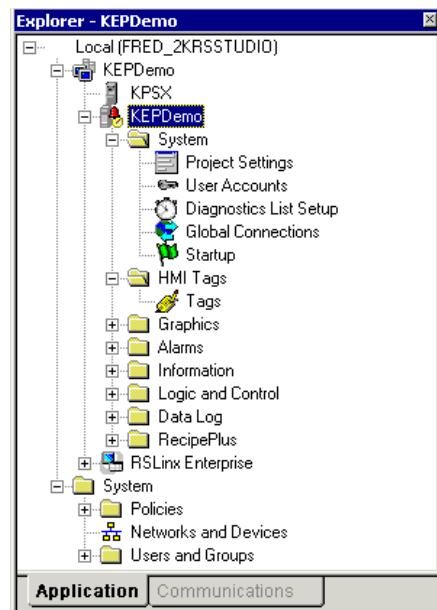 Explorer - KEPDemo
Local (FRED_2KRSSTUDIO)
KEPDemo
KPSX
KEPDemo
System
Project Settings
User Accounts
Diagnostics List Setup
Global Connections
Startup
HMI Tags
Tags
Graphics
Alarms
Information
Logic and Control
Data Log
RecipePlus
RSLinx Enterprise
System
Policies
Networks and Devices
Users and Groups
Application Communications